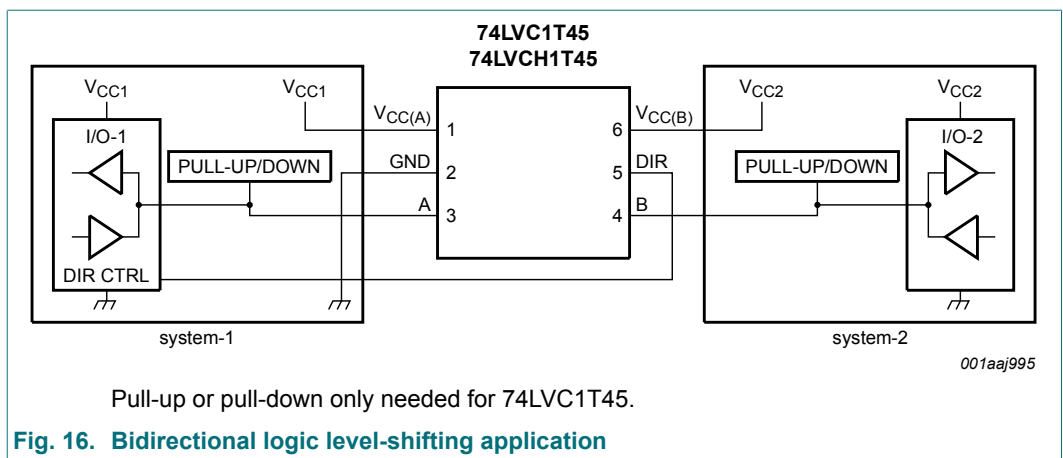 74LVC1T45
74LVCH1T45
VCC1
VCC1
VCC(A)
VCC(B)
VCC2
VCC2
I/O-1
1
6
I/O-2
PULL-UP/DOWN
GND
2
5
DIR
PULL-UP/DOWN
A
3
4
B
DIR CTRL
system-1
system-2
001aaj995
Pull-up or pull-down only needed for 74LVC1T45.
Fig. 16. Bidirectional logic level-shifting application